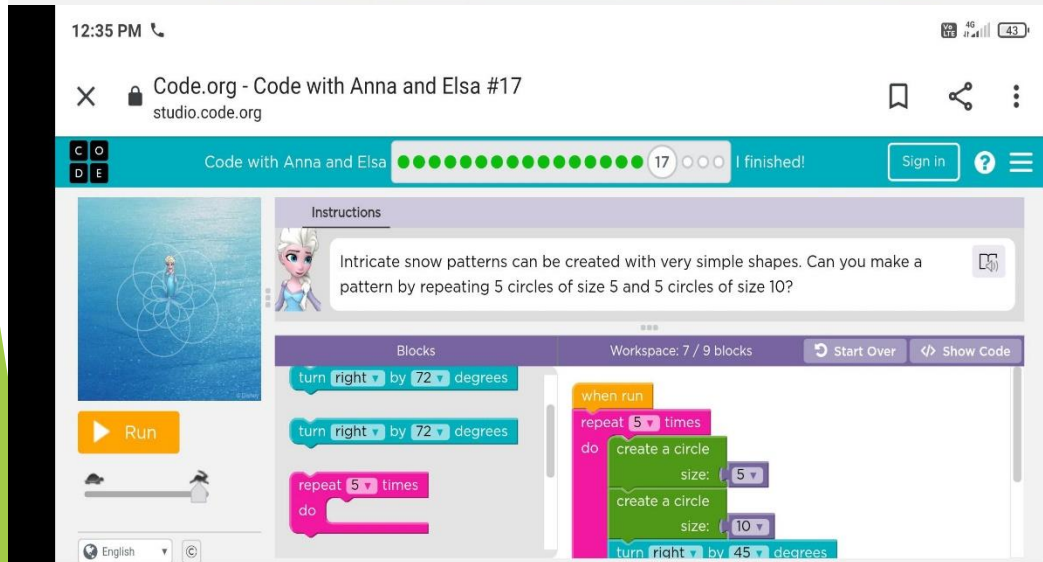 12:35 PM
Vo LTE 4G 43
Code.org - Code with Anna and Elsa #17
studio.code.org
C O D E
Code with Anna and Elsa 17 I finished! Sign in ?
Instructions
Intricate snow patterns can be created with very simple shapes. Can you make a
pattern by repeating 5 circles of size 5 and 5 circles of size 10?
Blocks
Workspace: 7 / 9 blocks
Start Over
</> Show Code
turn right by 72 degrees
turn right by 72 degrees
repeat 5 times
do
when run
repeat 5 times
do create a circle
size: 5
create a circle
size: 10
turn right by 45 degrees
Run
English ©